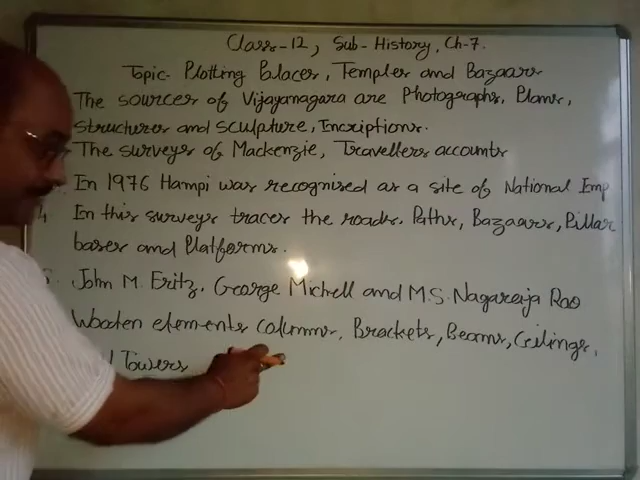 Class-12, Sub-History, Ch-7.
Topic- Plotting Palaces, Temples and Bazaars
The sources of Vijayanagara are Photographs, Plans,
structures and sculpture, Incriptions.
The surveys of Mackenzie, Travellers accounts
In 1976 Hampi was recognised as a site of National Imp
4. In this surveys traces the roads. Paths, Bazaars, Pillar
bases and Platforms.
5. John M. Fritz, George Michell and M.S. Nagaraja Rao
Wooden elements columns, Brackets, Beams, Ceilings,
Towers